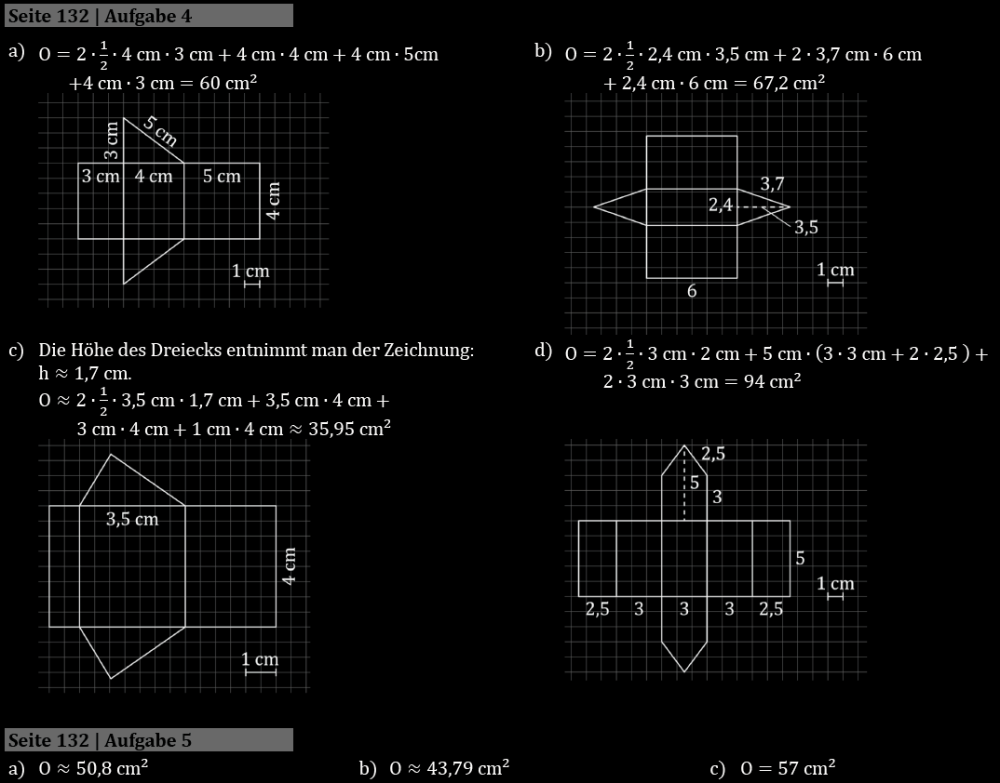 Seite 132 | Aufgabe 4
a) O = 2 · 1/2 · 4 cm · 3 cm + 4 cm · 4 cm + 4 cm · 5cm
+4 cm · 3 cm = 60 cm²
5 cm
3 cm
3 cm 4 cm 5 cm
4 cm
1 cm
b) O = 2 · 1/2 · 2,4 cm · 3,5 cm + 2 · 3,7 cm · 6 cm
+ 2,4 cm · 6 cm = 67,2 cm²
3,7
2,4
3,5
1 cm
6
c) Die Höhe des Dreiecks entnimmt man der Zeichnung:
h ≈ 1,7 cm.
O ≈ 2 · 1/2 · 3,5 cm · 1,7 cm + 3,5 cm · 4 cm +
3 cm · 4 cm + 1 cm · 4 cm ≈ 35,95 cm²
3,5 cm
4 cm
1 cm
d) O = 2 · 1/2 · 3 cm · 2 cm + 5 cm · (3 · 3 cm + 2 · 2,5 ) +
2 · 3 cm · 3 cm = 94 cm²
2,5
5
3
5
1 cm
2,5 3 3 3 2,5
Seite 132 | Aufgabe 5
a) O ≈ 50,8 cm² b) O ≈ 43,79 cm² c) O = 57 cm²